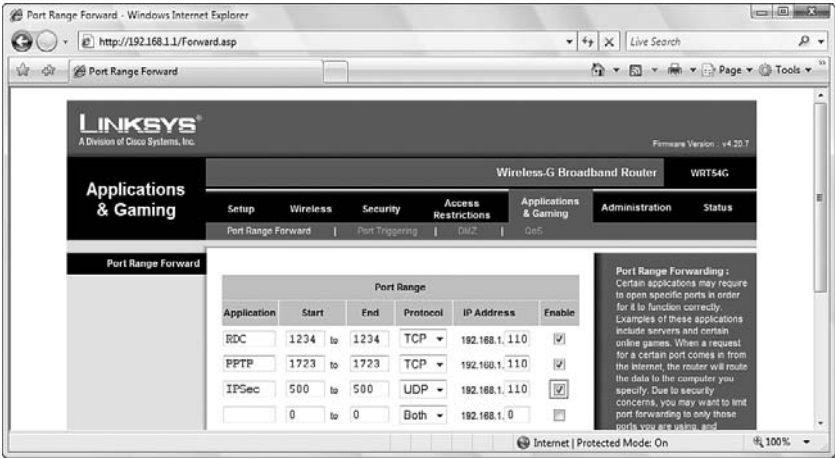 Port Range Forward - Windows Internet Explorer
http://192.168.1.1/Forward.asp
Live Search
Port Range Forward
Page
Tools
LINKSYS®
A Division of Cisco Systems, Inc.
Firmware Version : v4.20.7
Wireless-G Broadband Router WRT54G
Applications & Gaming
Setup Wireless Security Access Restrictions Applications & Gaming Administration Status
Port Range Forward | Port Triggering | DMZ | QoS
Port Range Forward
Port Range
Application Start End Protocol IP Address Enable
RDC 1234 to 1234 TCP 192.168.1. 110
PPTP 1723 to 1723 TCP 192.168.1. 110
IPSec 500 to 500 UDP 192.168.1. 110
0 to 0 Both 192.168.1. 0
Port Range Forwarding :
Certain applications may require
to open specific ports in order
for it to function correctly.
Examples of these applications
include servers and certain
online games. When a request
for a certain port comes in from
the Internet, the router will route
the data to the computer you
specify. Due to security
concerns, you may want to limit
port forwarding to only those
ports you are using, and
Internet | Protected Mode: On
100%